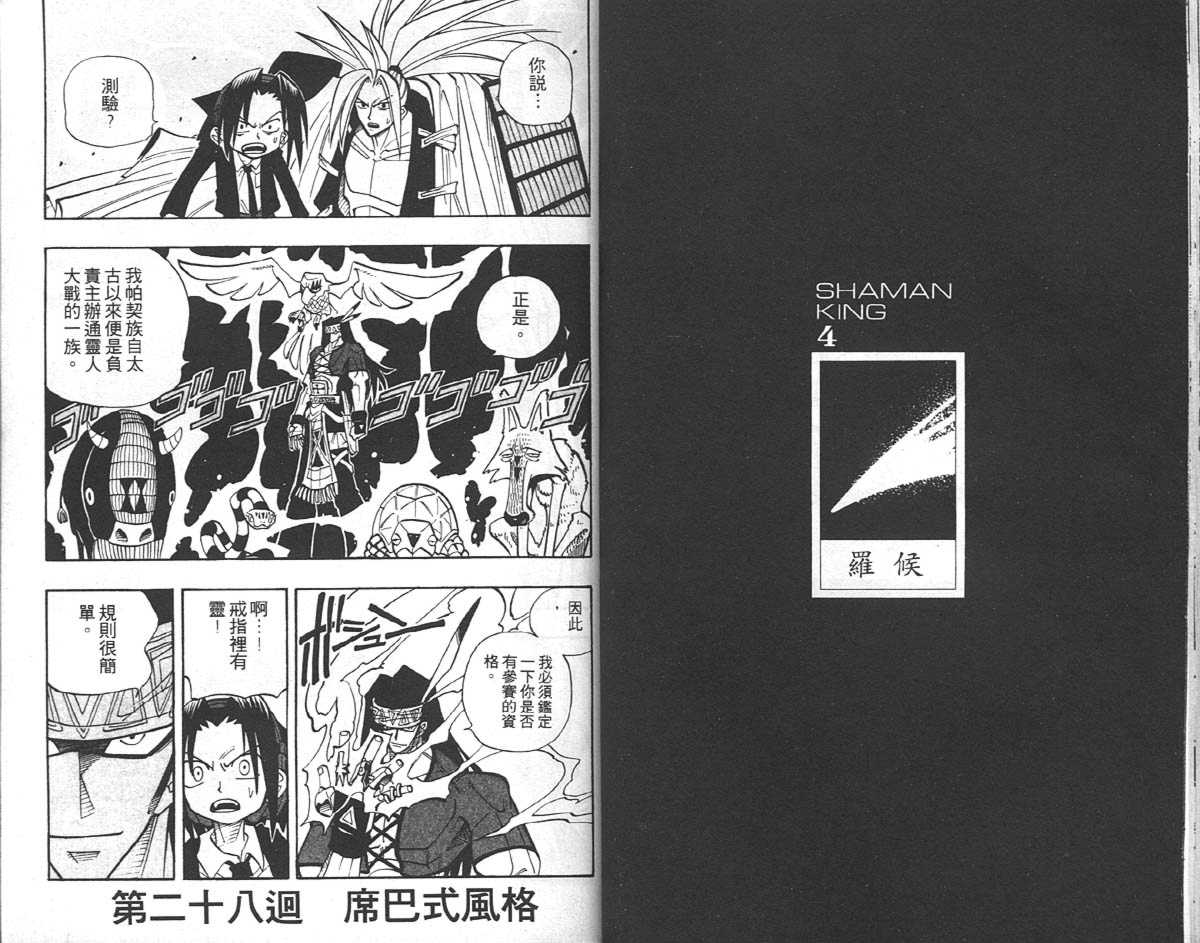 SHAMAN
KING
4
羅候
你說…
測驗?
正是。
我帕契族自太
古以來便是負
責主辦通靈人
大戰的一族。
ゴゴゴゴゴゴゴゴ
因此
我必須鑑定
一下你是否
有參賽的資
格。
ガシュー
啊…!
戒指裡有
靈!
規則很簡
單。
第二十八迴 席巴式風格